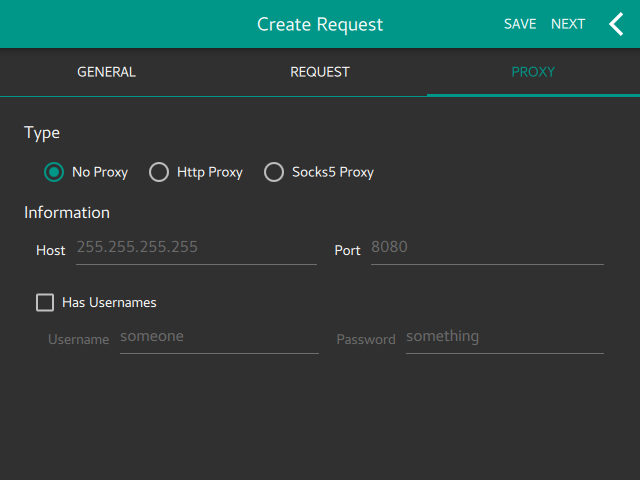 Create Request SAVE NEXT
GENERAL REQUEST PROXY
Type
No Proxy Http Proxy Socks5 Proxy
Information
Host 255.255.255.255 Port 8080
Has Usernames
Username someone Password something